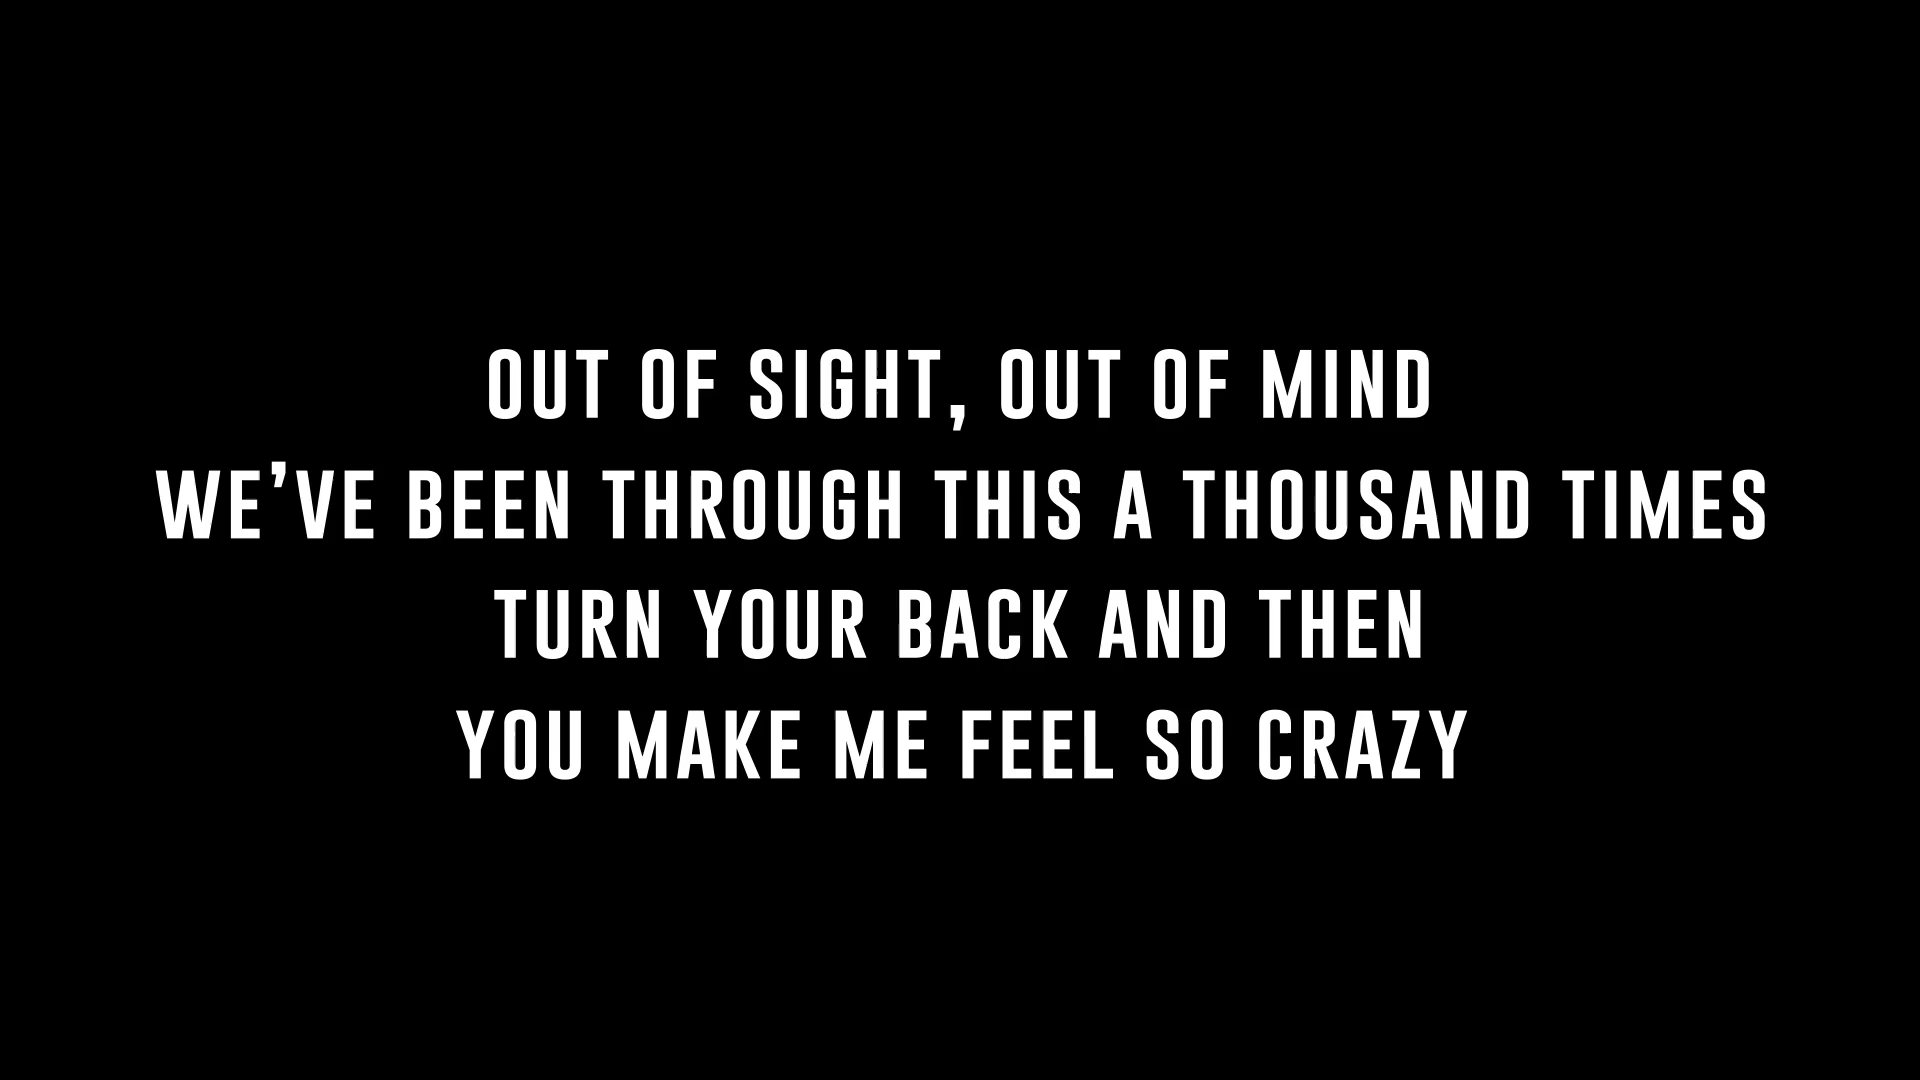 OUT OF SIGHT, OUT OF MIND
WE’VE BEEN THROUGH THIS A THOUSAND TIMES
TURN YOUR BACK AND THEN
YOU MAKE ME FEEL SO CRAZY